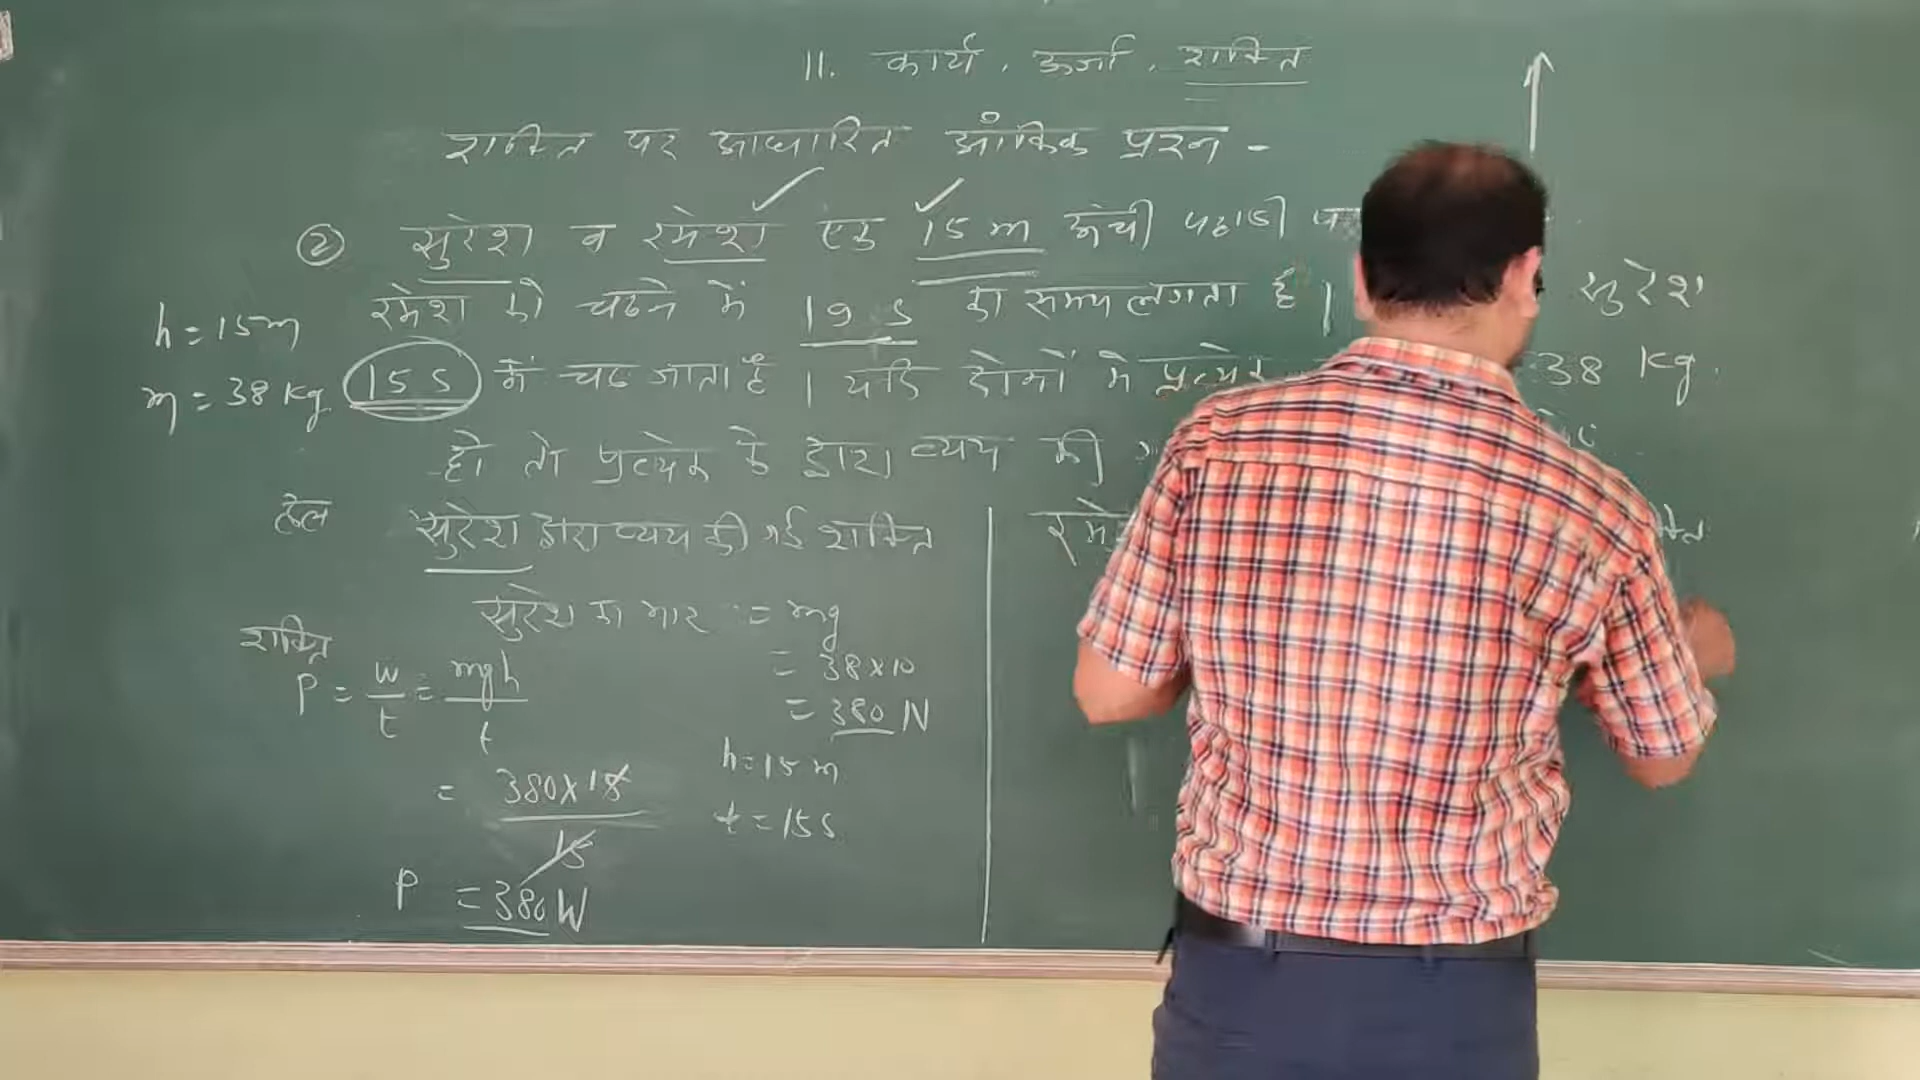 11. कार्य, ऊर्जा, शक्ति
शक्ति पर आधारित आंकिक प्रश्न -
② सुरेश व रमेश एक 15 m ऊंची पहाडी
रमेश को चढने में 19 S का समय लगता है। सुरेश
15 S में चढ जाता है। यदि दोनों मे प्रत्येक 38 kg.
हो तो प्रत्येक के द्वारा व्यय की
h = 15m
m = 38 kg
हल सुरेश द्वारा व्यय की गई शक्ति
सुरेश का भार = mg
= 38 x 10
= 380 N
शक्ति
P = w/t = mgh/t
h = 15 m
t = 15 s
= 380 x 15 / 15
P = 380 W